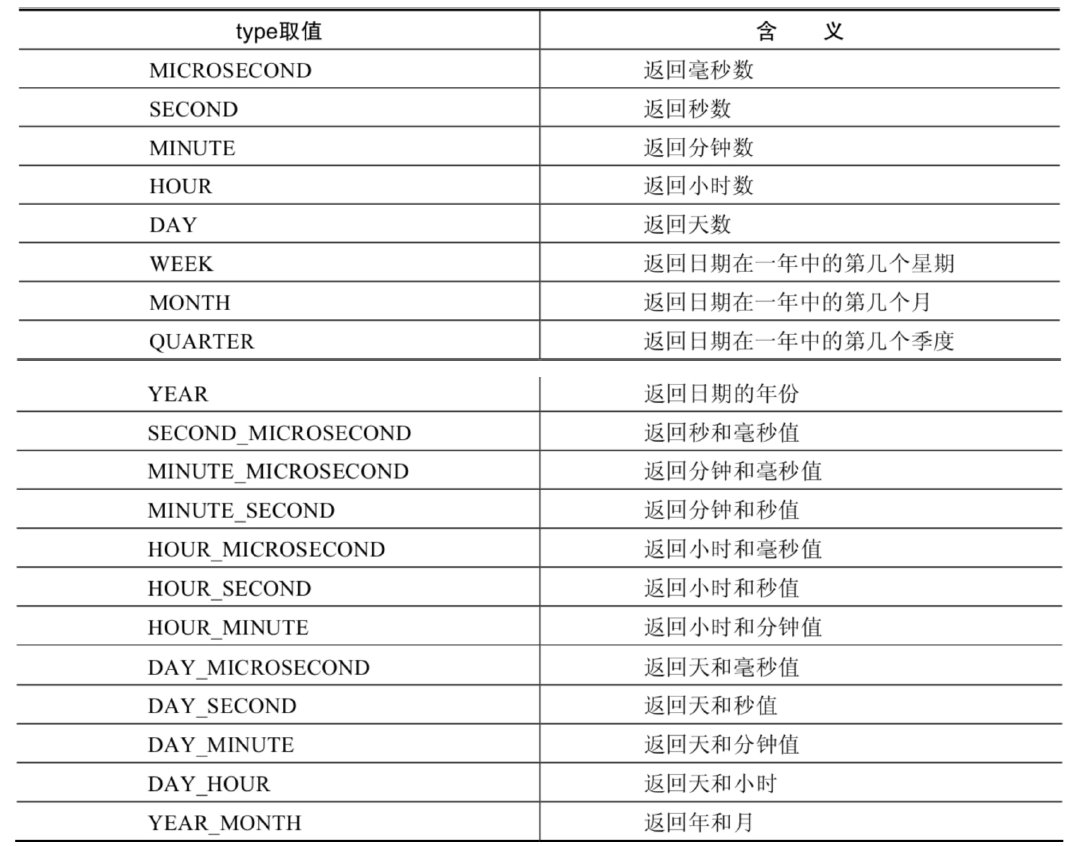 type取值 含 义
MICROSECOND 返回毫秒数
SECOND 返回秒数
MINUTE 返回分钟数
HOUR 返回小时数
DAY 返回天数
WEEK 返回日期在一年中的第几个星期
MONTH 返回日期在一年中的第几个月
QUARTER 返回日期在一年中的第几个季度
YEAR 返回日期的年份
SECOND_MICROSECOND 返回秒和毫秒值
MINUTE_MICROSECOND 返回分钟和毫秒值
MINUTE_SECOND 返回分钟和秒值
HOUR_MICROSECOND 返回小时和毫秒值
HOUR_SECOND 返回小时和秒值
HOUR_MINUTE 返回小时和分钟值
DAY_MICROSECOND 返回天和毫秒值
DAY_SECOND 返回天和秒值
DAY_MINUTE 返回天和分钟值
DAY_HOUR 返回天和小时
YEAR_MONTH 返回年和月